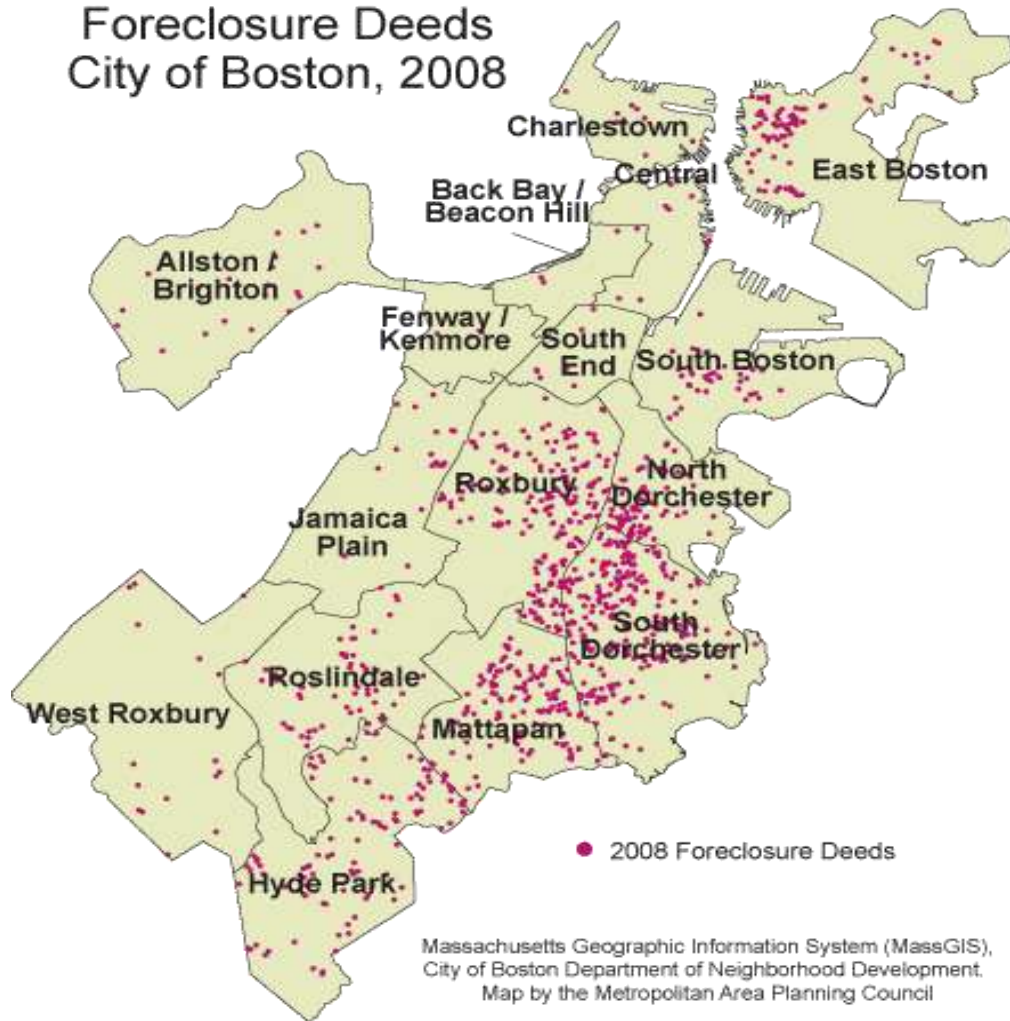 Foreclosure Deeds
City of Boston, 2008
Charlestown
Central
East Boston
Back Bay /
Beacon Hill
Allston /
Brighton
Fenway /
Kenmore
South
End
South Boston
Roxbury
North
Dorchester
Jamaica
Plain
South
Dorchester
Roslindale
West Roxbury
Mattapan
2008 Foreclosure Deeds
Hyde Park
Massachusetts Geographic Information System (MassGIS),
City of Boston Department of Neighborhood Development.
Map by the Metropolitan Area Planning Council